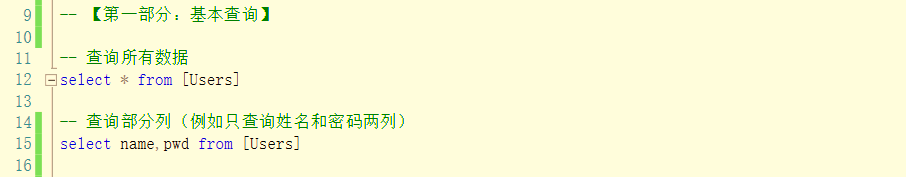 9 -- 【第一部分：基本查询】
10
11 -- 查询所有数据
12 select * from [Users]
13
14 -- 查询部分列（例如只查询姓名和密码两列）
15 select name,pwd from [Users]
16